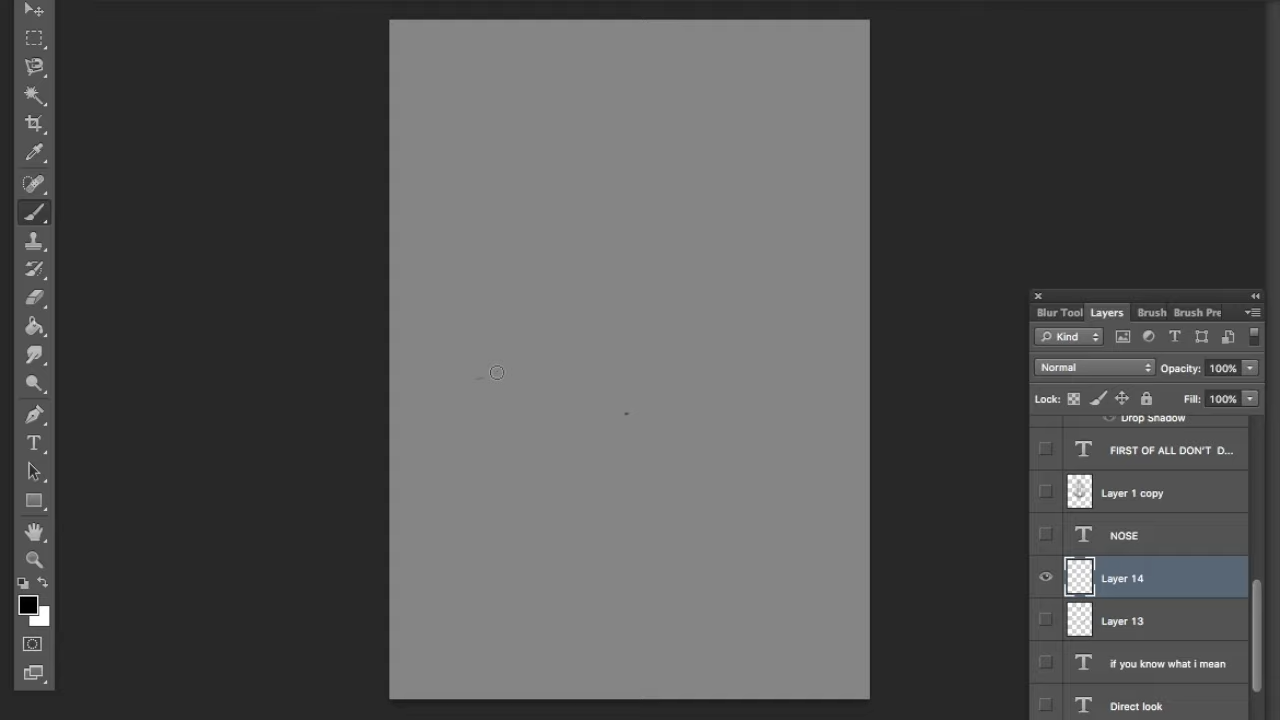 Blur Tool Layers Brush Brush Pre
Kind
Normal Opacity: 100%
Lock: Fill: 100%
Drop Shadow
T FIRST OF ALL DON'T D...
Layer 1 copy
T NOSE
Layer 14
Layer 13
T if you know what i mean
T Direct look